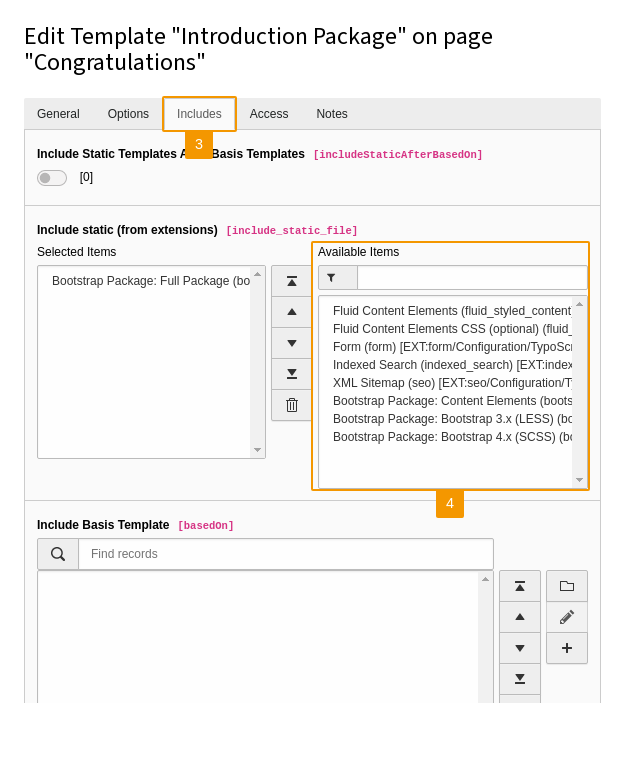 Edit Template "Introduction Package" on page
"Congratulations"
General Options Includes Access Notes
3
Include Static Templates A Basis Templates [includeStaticAfterBasedOn]
[0]
Include static (from extensions) [include_static_file]
Selected Items
Available Items
Bootstrap Package: Full Package (bo
Fluid Content Elements (fluid_styled_content
Fluid Content Elements CSS (optional) (fluid_
Form (form) [EXT:form/Configuration/TypoScr
Indexed Search (indexed_search) [EXT:index
XML Sitemap (seo) [EXT:seo/Configuration/Ty
Bootstrap Package: Content Elements (boots
Bootstrap Package: Bootstrap 3.x (LESS) (bo
Bootstrap Package: Bootstrap 4.x (SCSS) (bo
4
Include Basis Template [basedOn]
Find records